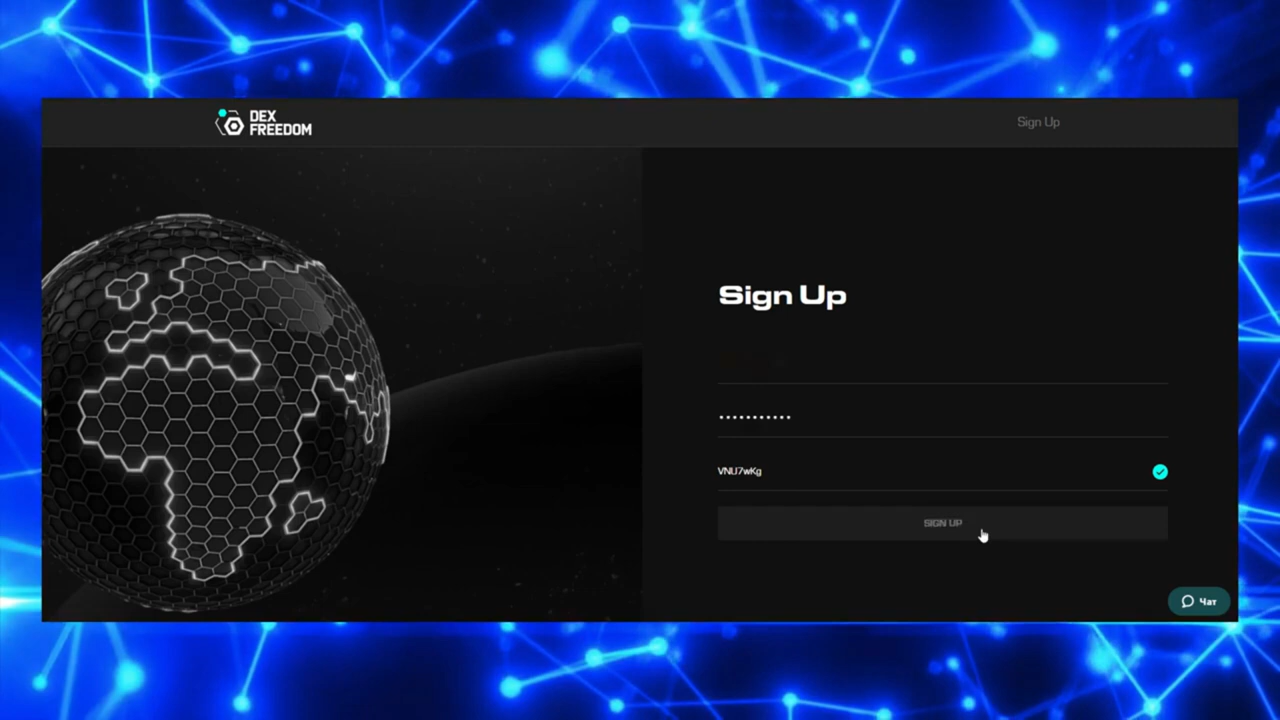 DEX
FREEDOM
Sign Up
Sign Up
•••••••••••
VNU7wKg
SIGN UP
Чат